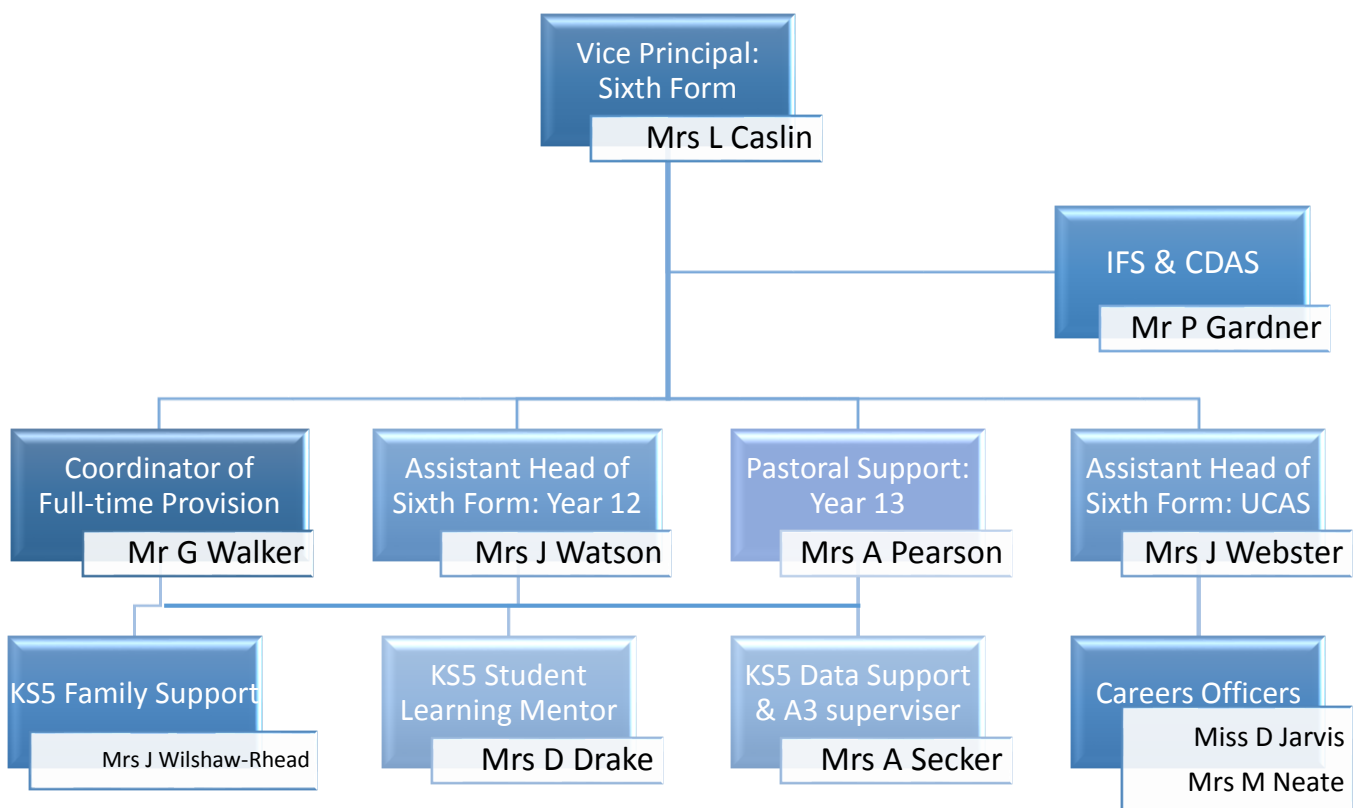 Vice Principal:
Sixth Form
Mrs L Caslin
IFS & CDAS
Mr P Gardner
Coordinator of
Full-time Provision
Mr G Walker
Assistant Head of
Sixth Form: Year 12
Mrs J Watson
Pastoral Support:
Year 13
Mrs A Pearson
Assistant Head of
Sixth Form: UCAS
Mrs J Webster
KS5 Family Support
Mrs J Wilshaw-Rhead
KS5 Student
Learning Mentor
Mrs D Drake
KS5 Data Support
& A3 superviser
Mrs A Secker
Careers Officers
Miss D Jarvis
Mrs M Neate